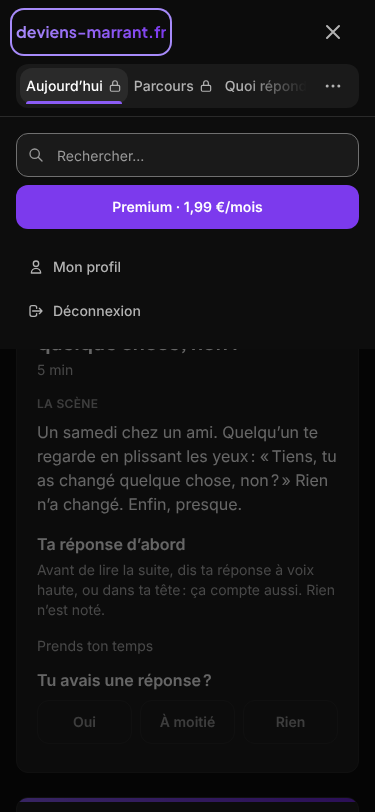 deviens-marrant.fr
Aujourd’hui
Parcours
Quoi répond
Rechercher...
Premium · 1,99 €/mois
Mon profil
Déconnexion
5 min
LA SCÈNE
Un samedi chez un ami. Quelqu’un te
regarde en plissant les yeux : « Tiens, tu
as changé quelque chose, non ? » Rien
n’a changé. Enfin, presque.
Ta réponse d’abord
Avant de lire la suite, dis ta réponse à voix
haute, ou dans ta tête : ça compte aussi. Rien
n’est noté.
Prends ton temps
Tu avais une réponse ?
Oui
À moitié
Rien